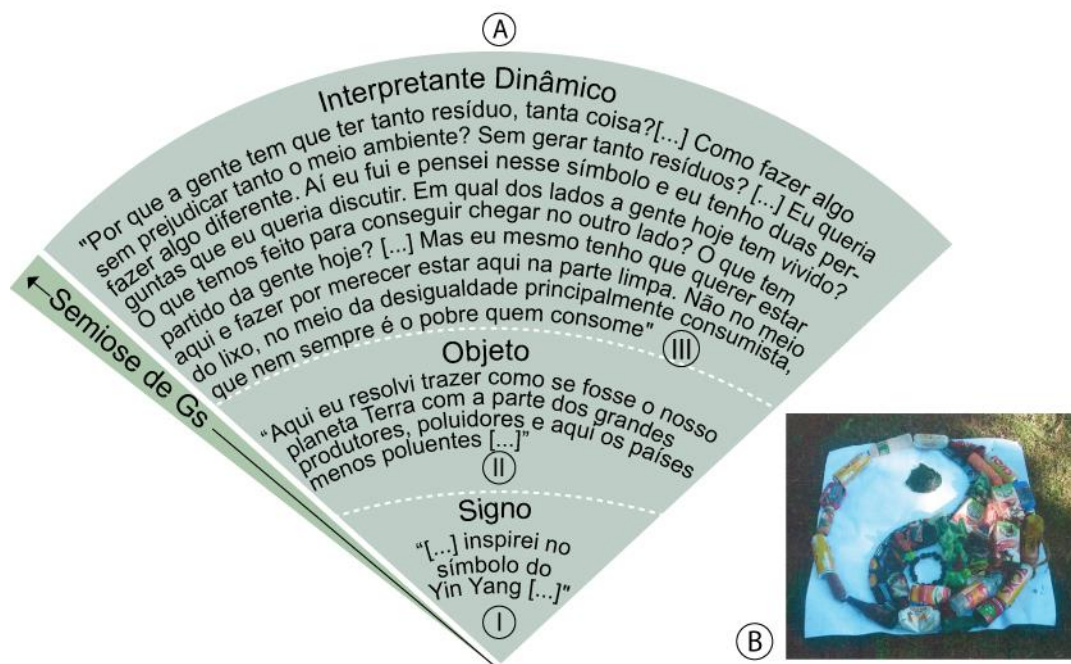 A
Interpretante Dinâmico
"Por que a gente tem que ter tanto resíduo, tanta coisa?[...] Como fazer algo
sem prejudicar tanto o meio ambiente? Sem gerar tanto resíduos? [...] Eu queria
fazer algo diferente. Aí eu fui e pensei nesse símbolo e eu tenho duas per-
guntas que eu queria discutir. Em qual dos lados a gente hoje tem vivido?
O que temos feito para conseguir chegar no outro lado? O que tem
partido da gente hoje? [...] Mas eu mesmo tenho que querer estar
aqui e fazer por merecer estar aqui na parte limpa. Não no meio
do lixo, no meio da desigualdade principalmente consumista,
que nem sempre é o pobre quem consome"
III
Semiose de Gs
Objeto
“Aqui eu resolvi trazer como se fosse o nosso
planeta Terra com a parte dos grandes
produtores, poluidores e aqui os países
menos poluentes [...]”
II
Signo
“[...] inspirei no
símbolo do
Yin Yang [...]"
I
B